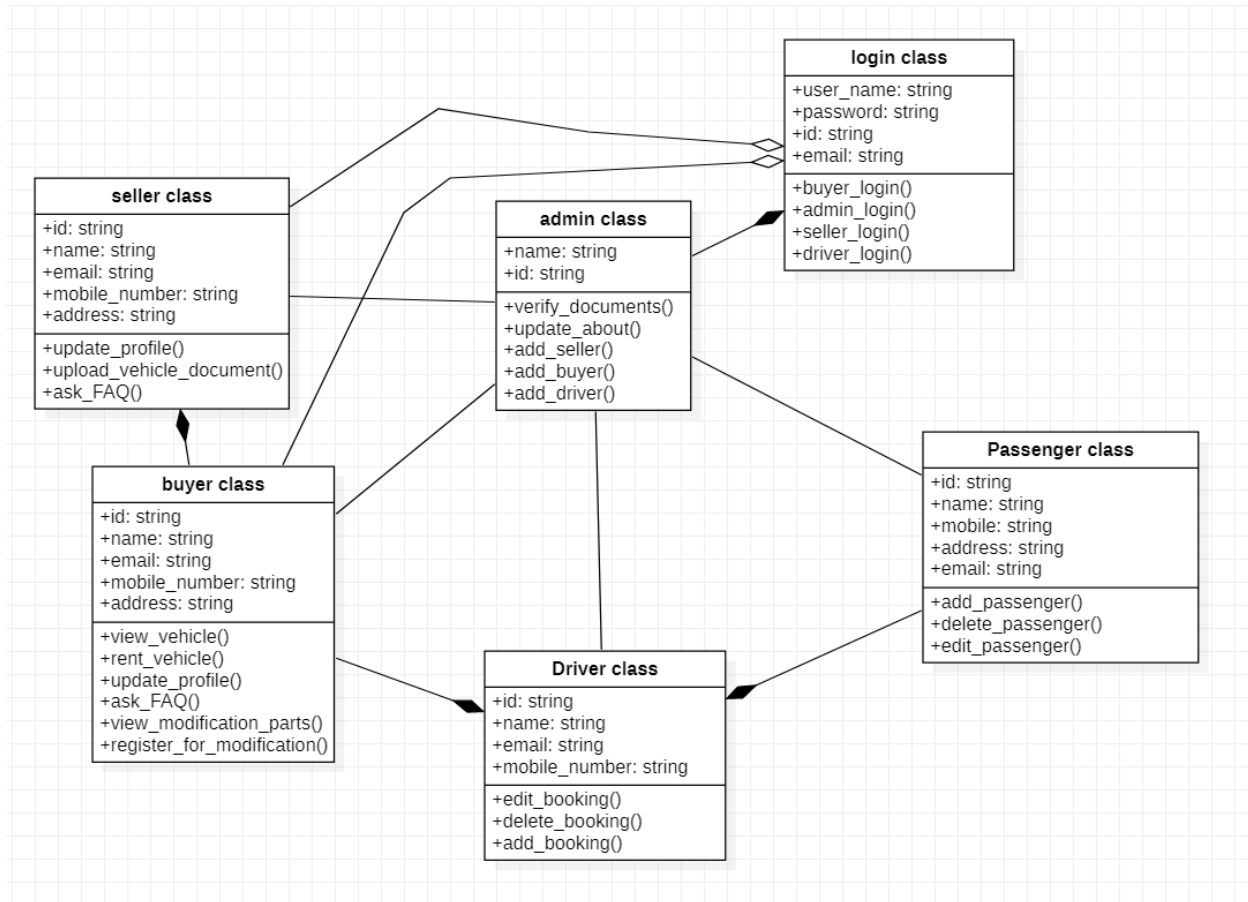 login class
+user_name: string
+password: string
+id: string
+email: string
+buyer_login()
+admin_login()
+seller_login()
+driver_login()
seller class
+id: string
+name: string
+email: string
+mobile_number: string
+address: string
+update_profile()
+upload_vehicle_document()
+ask_FAQ()
admin class
+name: string
+id: string
+verify_documents()
+update_about()
+add_seller()
+add_buyer()
+add_driver()
Passenger class
+id: string
+name: string
+mobile: string
+address: string
+email: string
+add_passenger()
+delete_passenger()
+edit_passenger()
buyer class
+id: string
+name: string
+email: string
+mobile_number: string
+address: string
+view_vehicle()
+rent_vehicle()
+update_profile()
+ask_FAQ()
+view_modification_parts()
+register_for_modification()
Driver class
+id: string
+name: string
+email: string
+mobile_number: string
+edit_booking()
+delete_booking()
+add_booking()